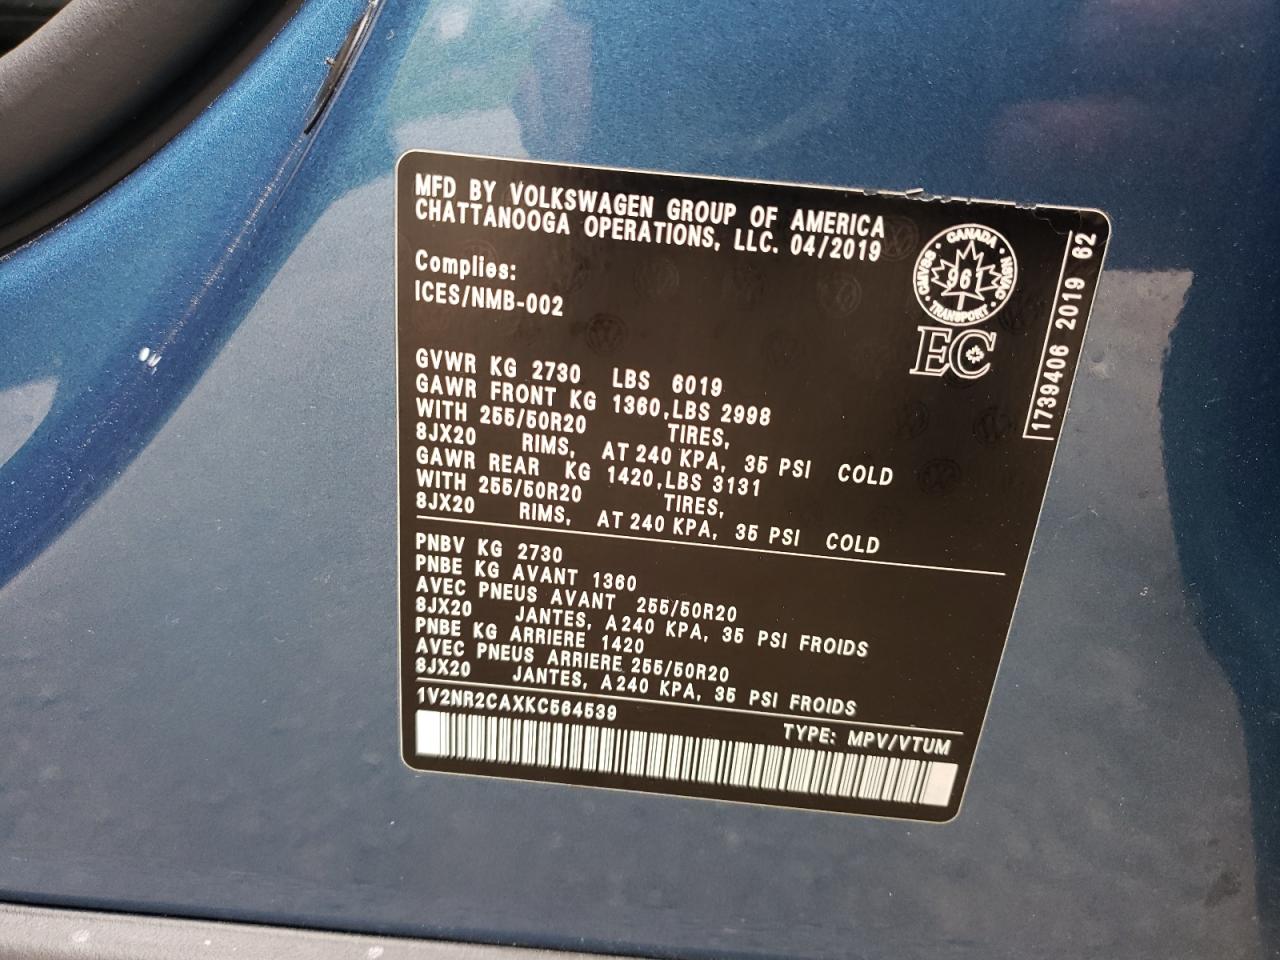 MFD BY VOLKSWAGEN GROUP OF AMERICA
CHATTANOOGA OPERATIONS, LLC. 04/2019
Complies:
ICES/NMB-002
CANADA
CMVSS
NSVAC
96
TRANSPORT
EC
1739406 2019 62
GVWR KG 2730 LBS 6019
GAWR FRONT KG 1360,LBS 2998
WITH 255/50R20 TIRES,
8JX20 RIMS, AT 240 KPA, 35 PSI COLD
GAWR REAR KG 1420,LBS 3131
WITH 255/50R20 TIRES,
8JX20 RIMS, AT 240 KPA, 35 PSI COLD
PNBV KG 2730
PNBE KG AVANT 1360
AVEC PNEUS AVANT 255/50R20
8JX20 JANTES, A 240 KPA, 35 PSI FROIDS
PNBE KG ARRIERE 1420
AVEC PNEUS ARRIERE 255/50R20
8JX20 JANTES, A 240 KPA, 35 PSI FROIDS
1V2NR2CAXKC564539
TYPE: MPV/VTUM